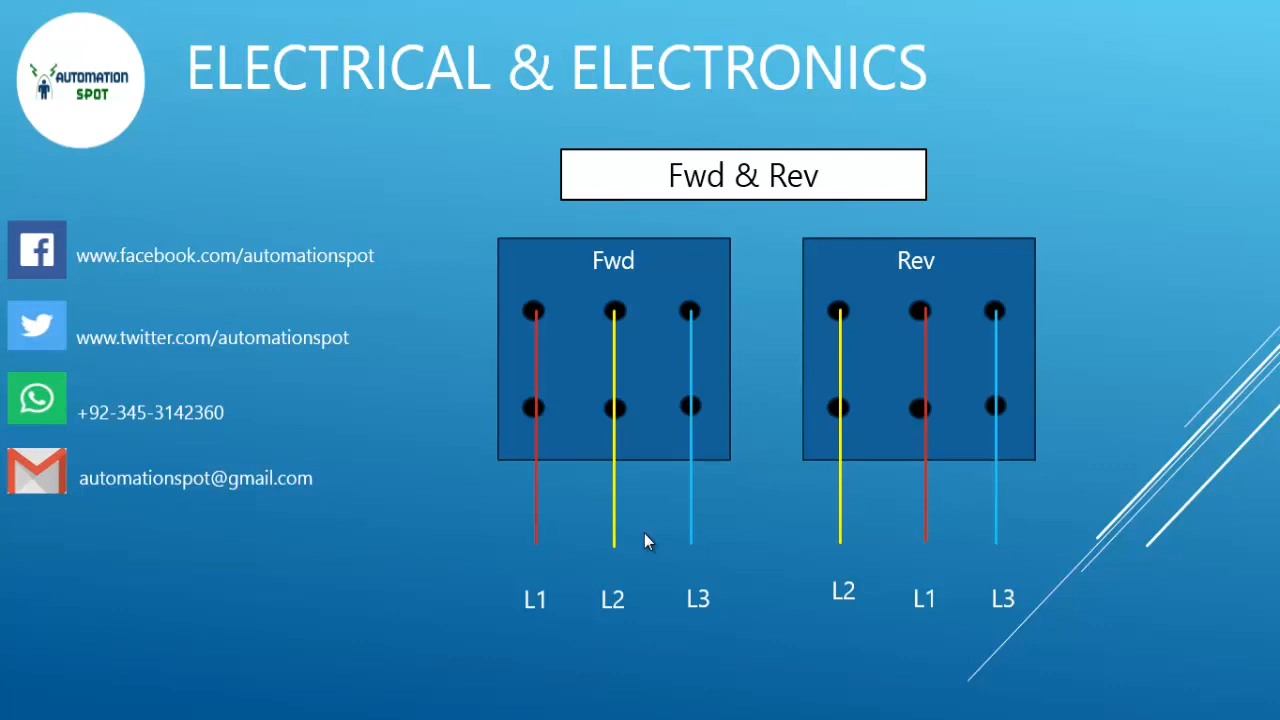 AUTOMATION
SPOT
ELECTRICAL & ELECTRONICS
Fwd & Rev
www.facebook.com/automationspot
www.twitter.com/automationspot
+92-345-3142360
automationspot@gmail.com
Fwd
Rev
L1 L2 L3
L2 L1 L3